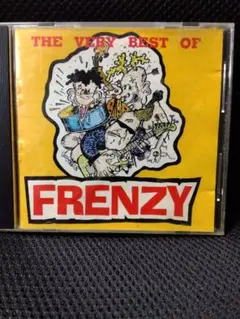 THE VERY BEST OF
FRENZY